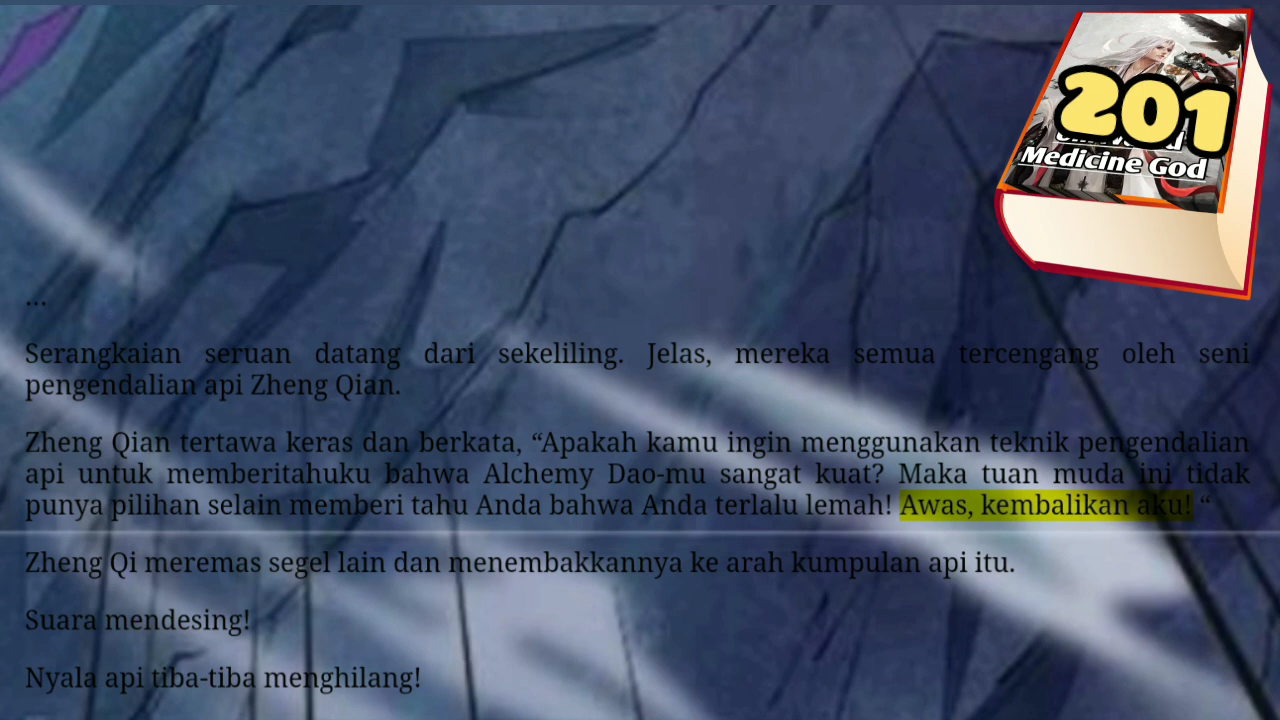 201
Medicine God
...
Serangkaian seruan datang dari sekeliling. Jelas, mereka semua tercengang oleh seni
pengendalian api Zheng Qian.
Zheng Qian tertawa keras dan berkata, “Apakah kamu ingin menggunakan teknik pengendalian
api untuk memberitahuku bahwa Alchemy Dao-mu sangat kuat? Maka tuan muda ini tidak
punya pilihan selain memberi tahu Anda bahwa Anda terlalu lemah! Awas, kembalikan aku! “
Zheng Qi meremas segel lain dan menembakkannya ke arah kumpulan api itu.
Suara mendesing!
Nyala api tiba-tiba menghilang!